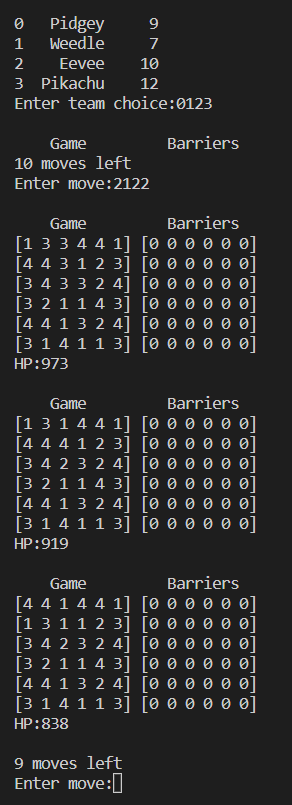 0   Pidgey     9
1   Weedle     7
2    Eevee    10
3  Pikachu    12
Enter team choice:0123
Game         Barriers
10 moves left
Enter move:2122
Game         Barriers
[1 3 3 4 4 1] [0 0 0 0 0 0]
[4 4 3 1 2 3] [0 0 0 0 0 0]
[3 4 3 3 2 4] [0 0 0 0 0 0]
[3 2 1 1 4 3] [0 0 0 0 0 0]
[4 4 1 3 2 4] [0 0 0 0 0 0]
[3 1 4 1 1 3] [0 0 0 0 0 0]
HP:973
Game         Barriers
[1 3 1 4 4 1] [0 0 0 0 0 0]
[4 4 4 1 2 3] [0 0 0 0 0 0]
[3 4 2 3 2 4] [0 0 0 0 0 0]
[3 2 1 1 4 3] [0 0 0 0 0 0]
[4 4 1 3 2 4] [0 0 0 0 0 0]
[3 1 4 1 1 3] [0 0 0 0 0 0]
HP:919
Game         Barriers
[4 4 1 4 4 1] [0 0 0 0 0 0]
[1 3 1 1 2 3] [0 0 0 0 0 0]
[3 4 2 3 2 4] [0 0 0 0 0 0]
[3 2 1 1 4 3] [0 0 0 0 0 0]
[4 4 1 3 2 4] [0 0 0 0 0 0]
[3 1 4 1 1 3] [0 0 0 0 0 0]
HP:838
9 moves left
Enter move: